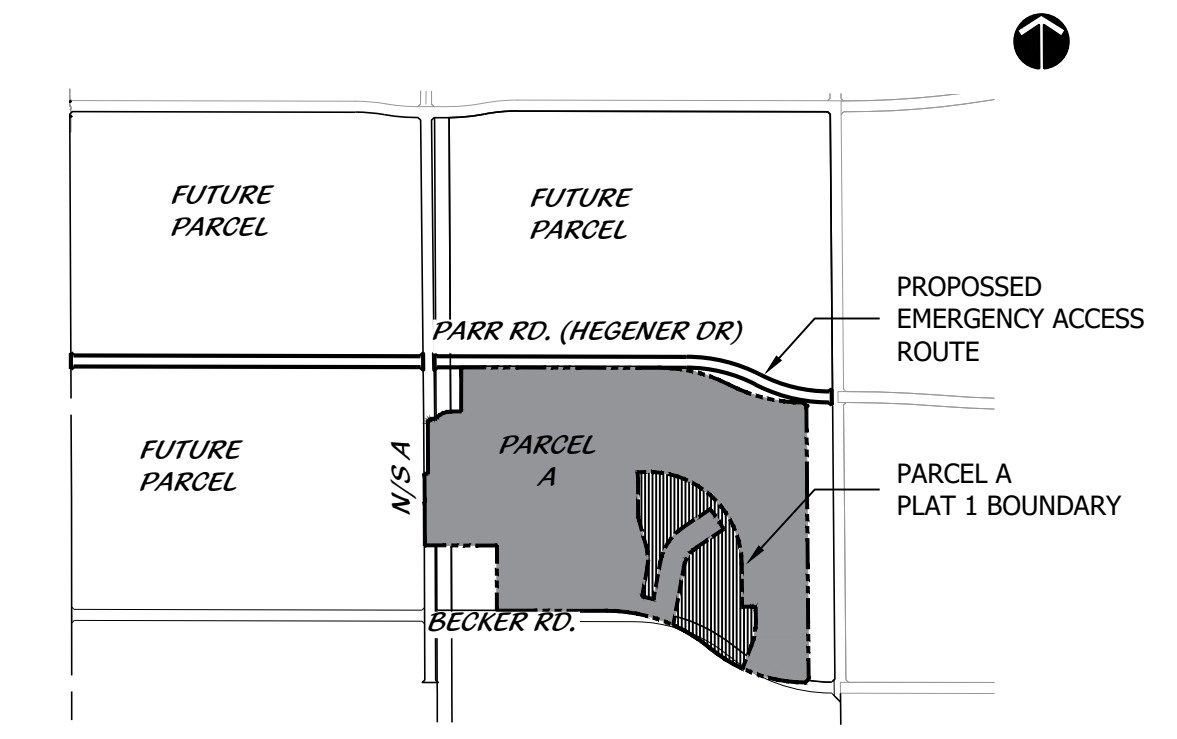 FUTURE
PARCEL
FUTURE
PARCEL
PROPOSSED
EMERGENCY ACCESS
ROUTE
PARR RD. (HEGENER DR)
FUTURE
PARCEL
N/S A
PARCEL
A
PARCEL A
PLAT 1 BOUNDARY
BECKER RD.